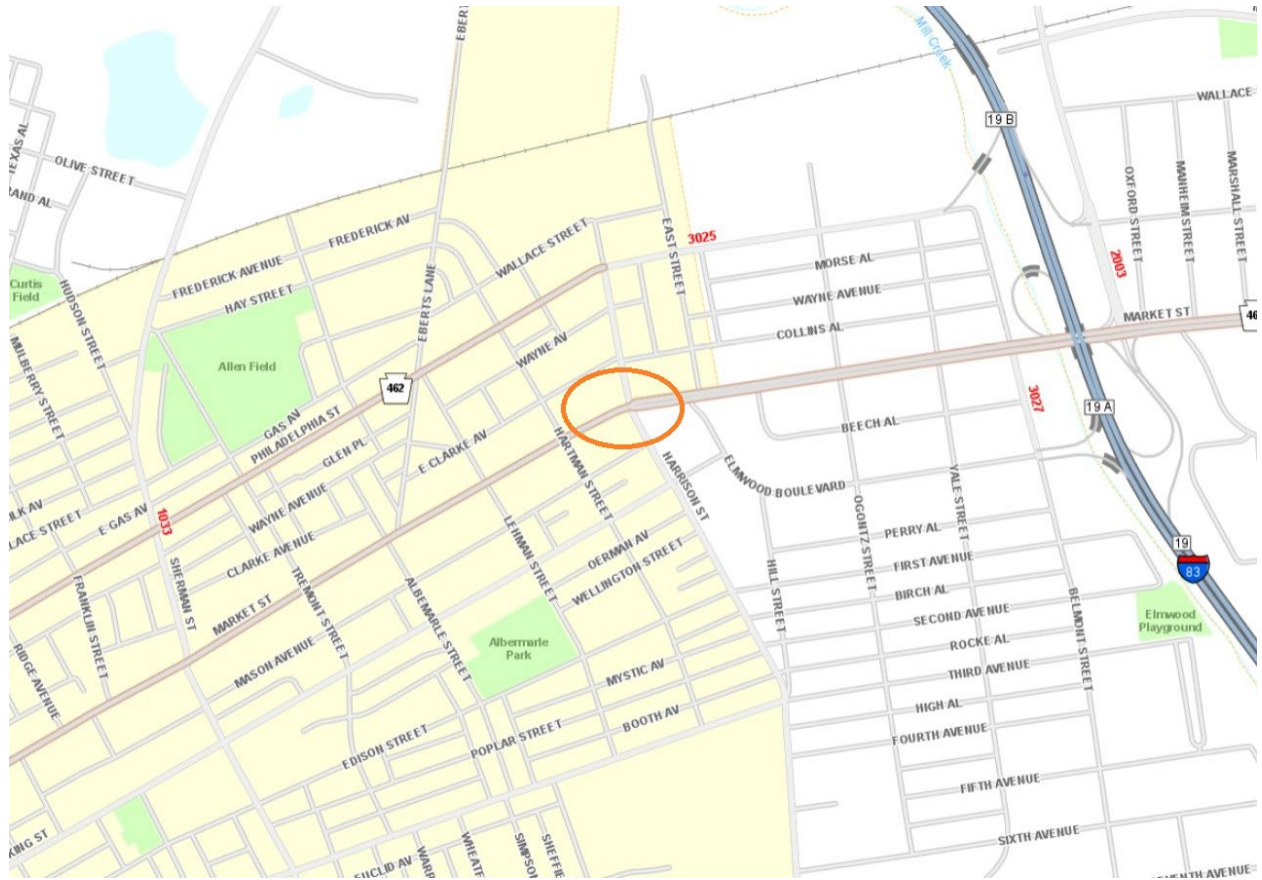 EBERT
Mill Creek
WALLACE
19 B
TEXAS AL
OLIVE STREET
RAND AL
OXFORD STREET
MANHEIM STREET
MARSHALL STREET
FREDERICK AV
WALLACE STREET
EAST STREET
3025
2003
Curtis
Field
HUDSON STREET
FREDERICK AVENUE
HAY STREET
EBERTS LANE
MORSE AL
WAYNE AVENUE
COLLINS AL
MARKET ST
MULBERRY STREET
Allen Field
462
WAYNE AV
GAS AV
PHILADELPHIA ST
GLEN PL
E CLARKE AV
HARTMAN STREET
3027
19 A
BEECH AL
ELMWOOD BOULEVARD
HARRISON ST
OGONTZ STREET
YALE STREET
E GAS AV
1033
WAYNE AVENUE
CLARKE AVENUE
LEHMAN STREET
OERMAN AV
WELLINGTON STREET
PERRY AL
FIRST AVENUE
19
83
FRANKLIN STREET
SHERMAN ST
TREMONT STREET
MARKET ST
ALBEMARLE STREET
HILL STREET
BIRCH AL
SECOND AVENUE
BELMONT STREET
Elmwood
Playground
RIDGE AVENUE
MASON AVENUE
Albermarle
Park
MYSTIC AV
ROCKE AL
THIRD AVENUE
HIGH AL
EDISON STREET
POPLAR STREET
BOOTH AV
FOURTH AVENUE
FIFTH AVENUE
KING ST
SIXTH AVENUE
EUCLID AV
SIMPSON